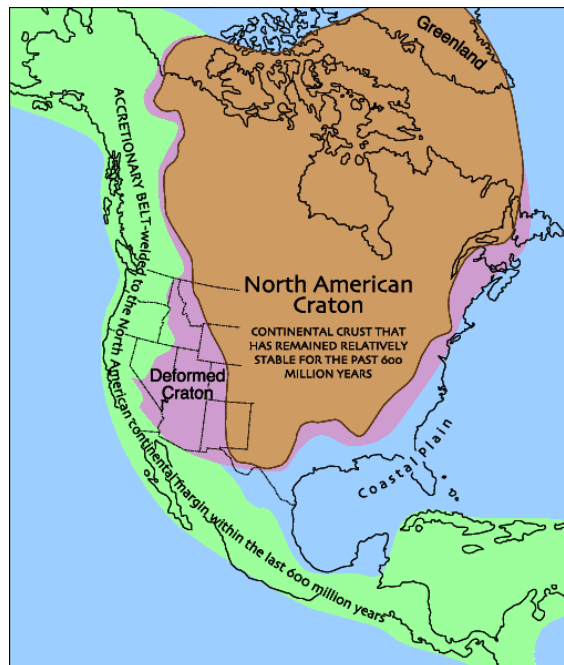 Greenland
ACCRETIONARY BELT-welded to the North American continental margin within the last 600 million years
North American
Craton
CONTINENTAL CRUST THAT
HAS REMAINED RELATIVELY
STABLE FOR THE PAST 600
MILLION YEARS
Deformed
Craton
Coastal Plain